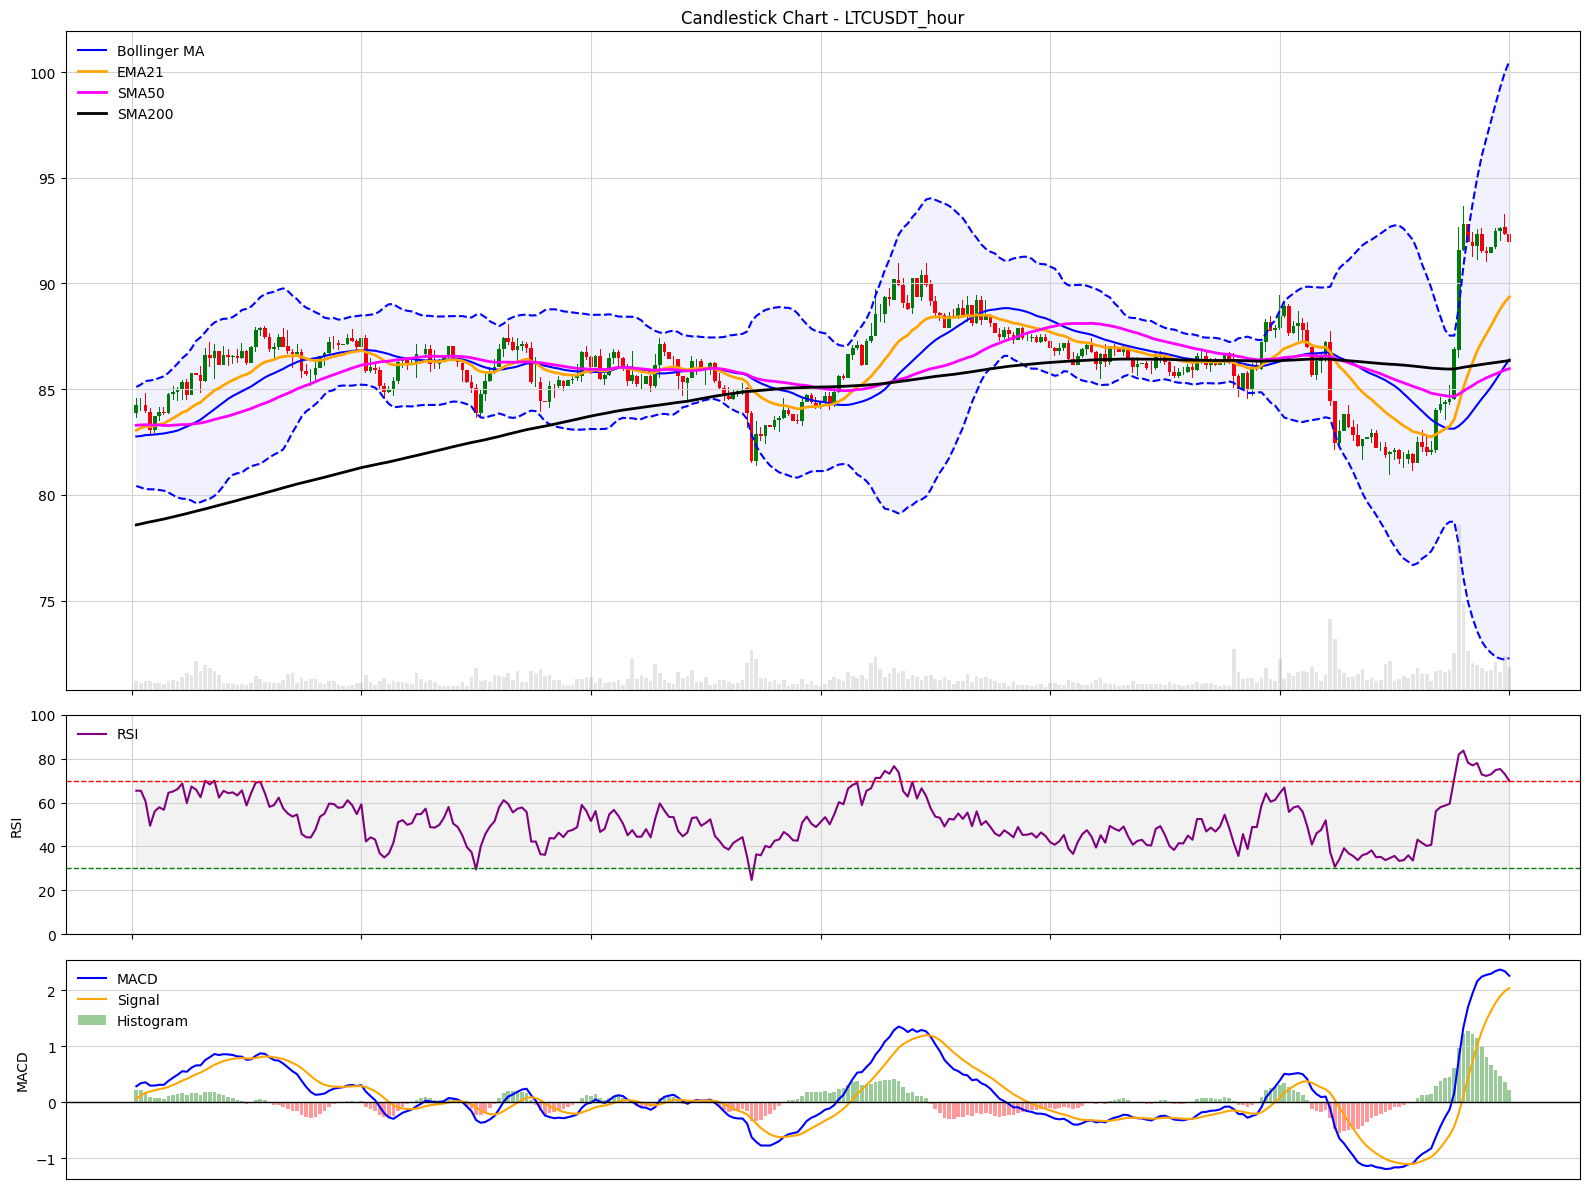 Candlestick Chart - LTCUSDT_hour
Bollinger MA
EMA21
SMA50
SMA200
100
95
90
85
80
75
RSI
100
80
60
40
20
0
RSI
MACD
Signal
Histogram
2
1
0
−1
MACD